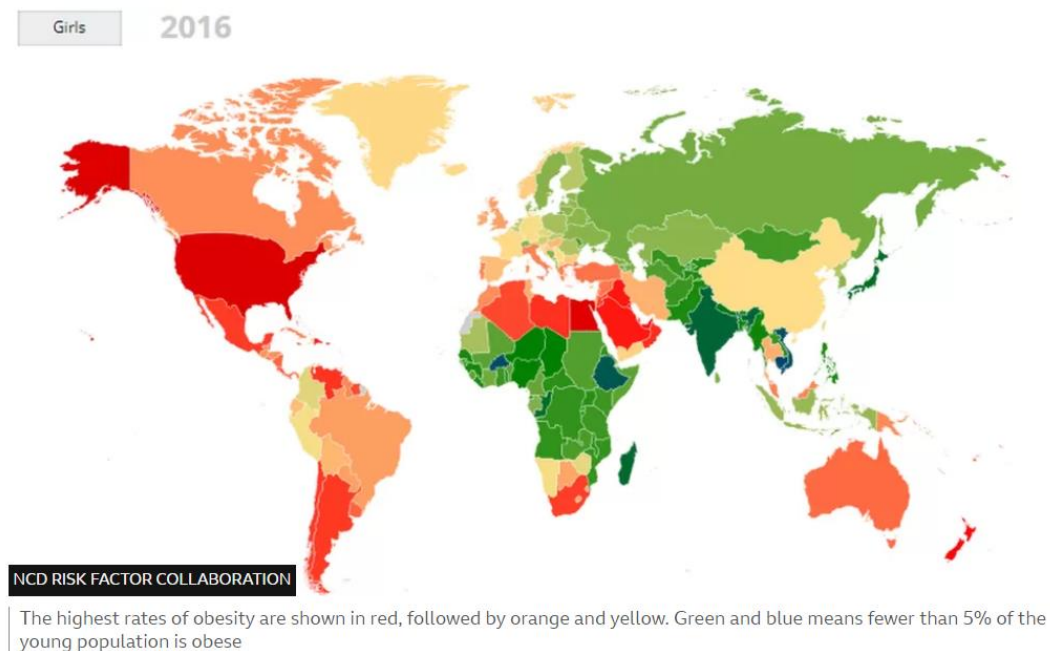 Girls 2016
NCD RISK FACTOR COLLABORATION
The highest rates of obesity are shown in red, followed by orange and yellow. Green and blue means fewer than 5% of the
young population is obese